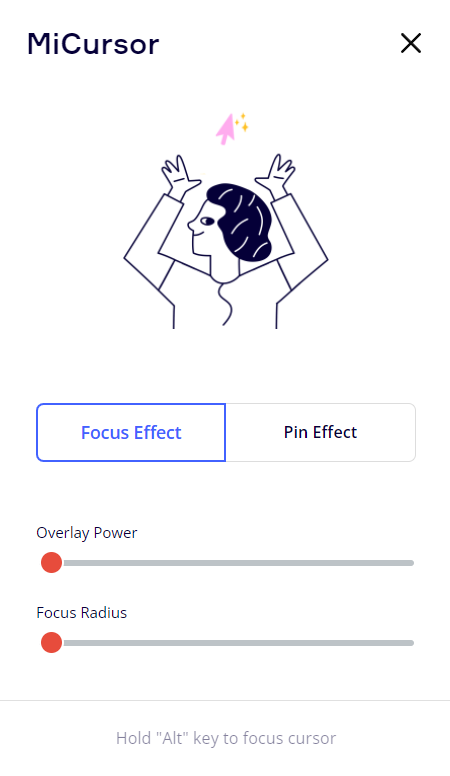 MiCursor
Focus Effect
Pin Effect
Overlay Power
Focus Radius
Hold "Alt" key to focus cursor